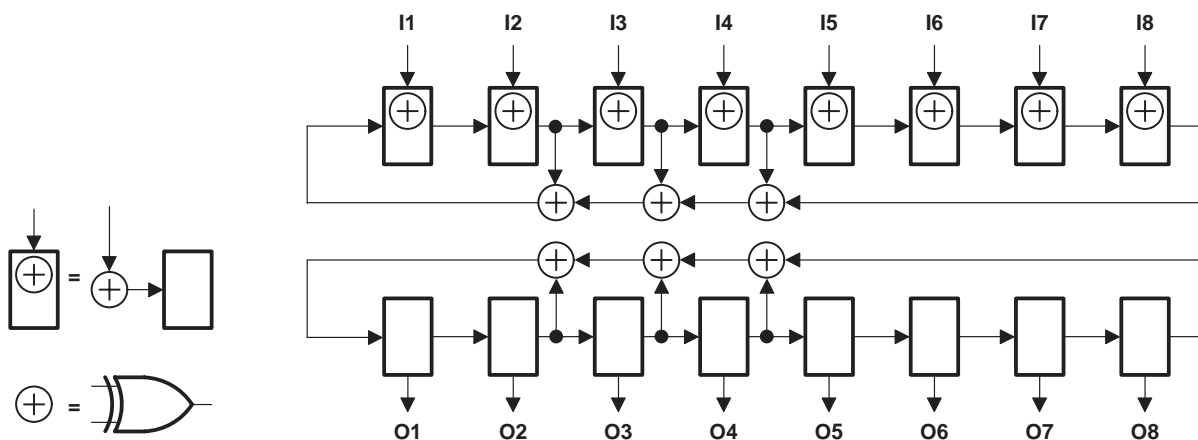 I1 I2 I3 I4 I5 I6 I7 I8
=
=
O1 O2 O3 O4 O5 O6 O7 O8